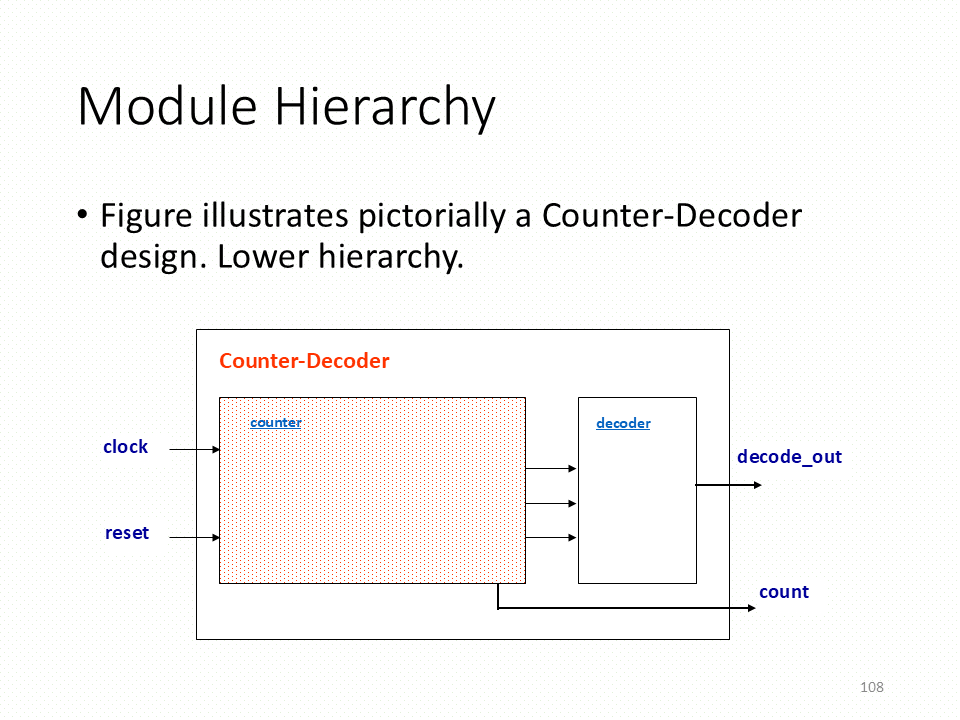 Module Hierarchy
• Figure illustrates pictorially a Counter-Decoder
design. Lower hierarchy.
Counter-Decoder
counter
decoder
clock
decode_out
reset
count
108